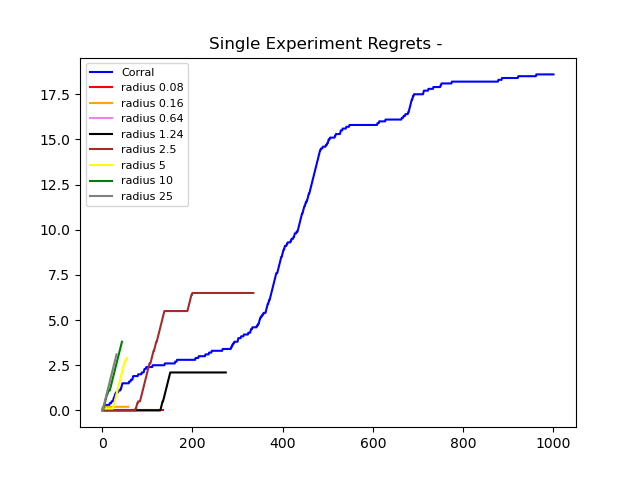 Single Experiment Regrets -
Corral
radius 0.08
radius 0.16
radius 0.64
radius 1.24
radius 2.5
radius 5
radius 10
radius 25
17.5
15.0
12.5
10.0
7.5
5.0
2.5
0.0
0 200 400 600 800 1000